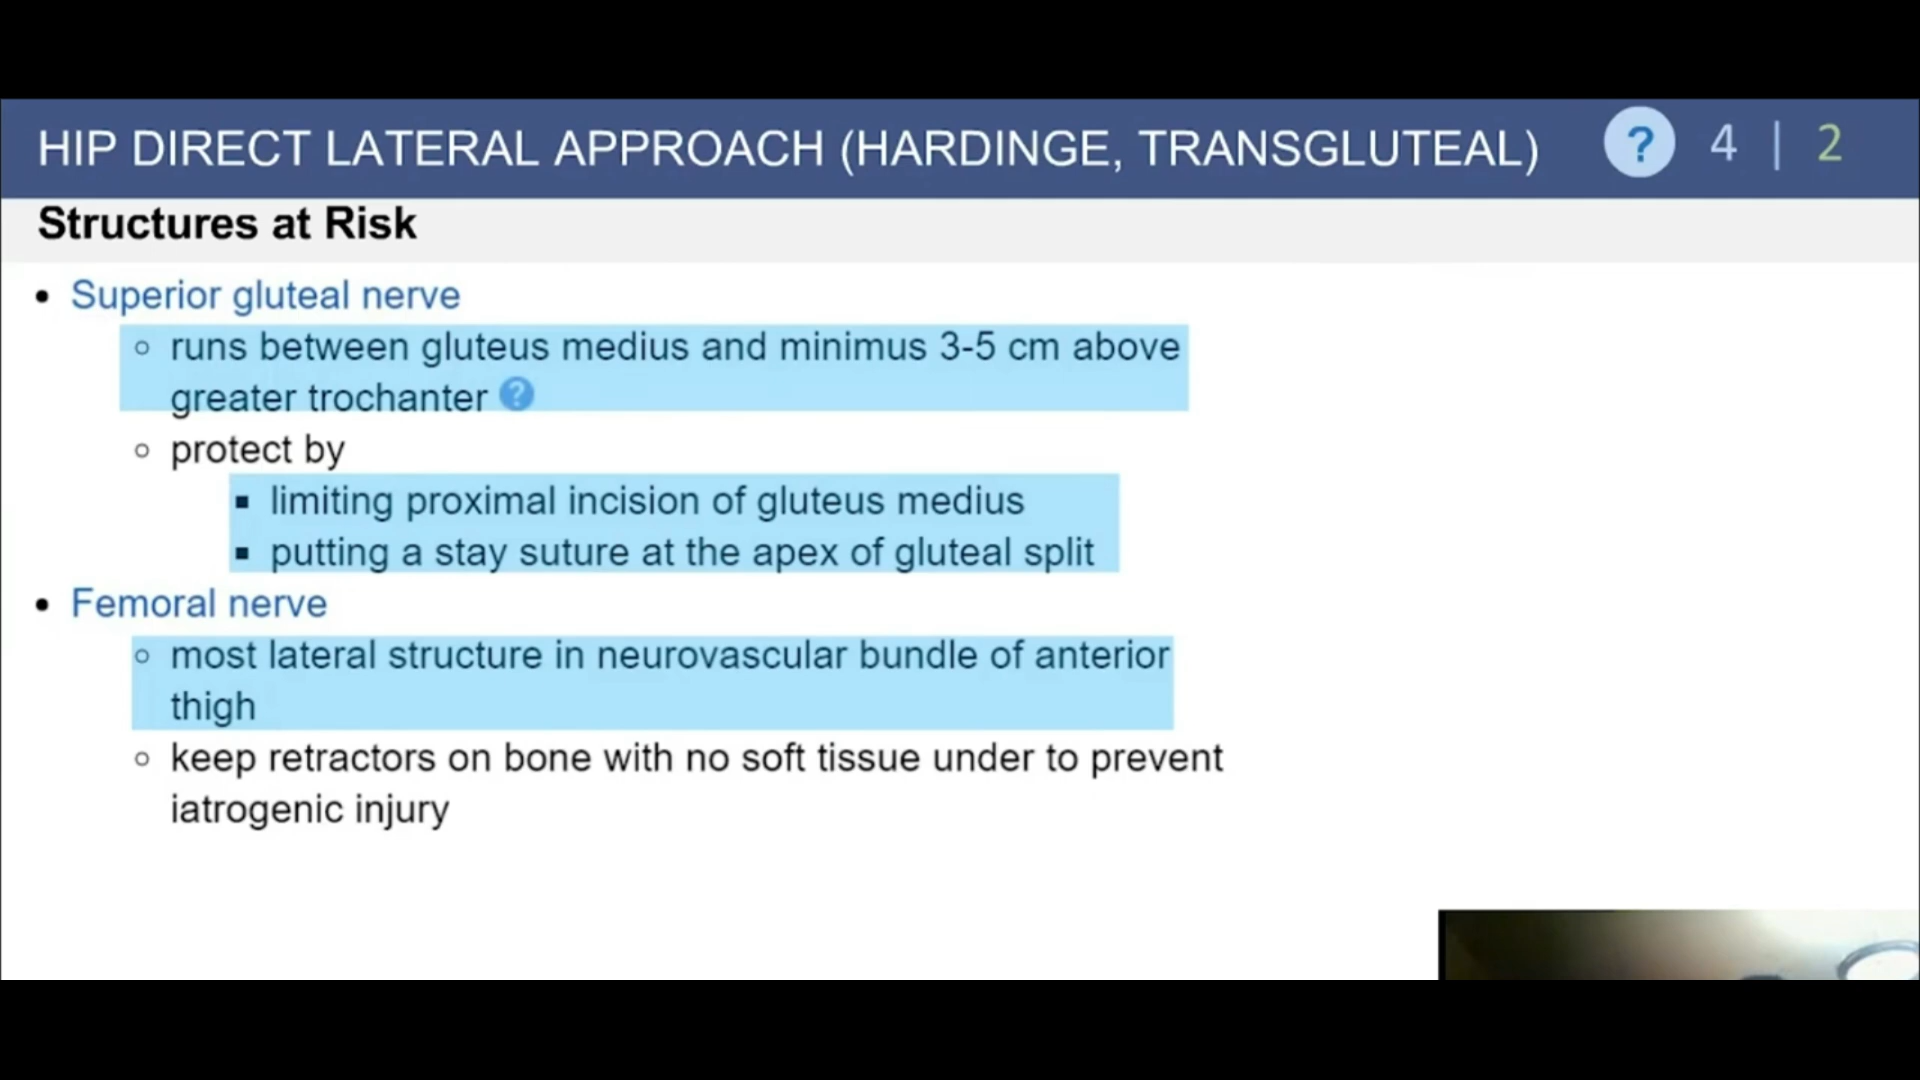 HIP DIRECT LATERAL APPROACH (HARDINGE, TRANSGLUTEAL) ? 4 | 2
Structures at Risk
• Superior gluteal nerve
○ runs between gluteus medius and minimus 3-5 cm above
greater trochanter ?
○ protect by
▪ limiting proximal incision of gluteus medius
▪ putting a stay suture at the apex of gluteal split
• Femoral nerve
○ most lateral structure in neurovascular bundle of anterior
thigh
○ keep retractors on bone with no soft tissue under to prevent
iatrogenic injury